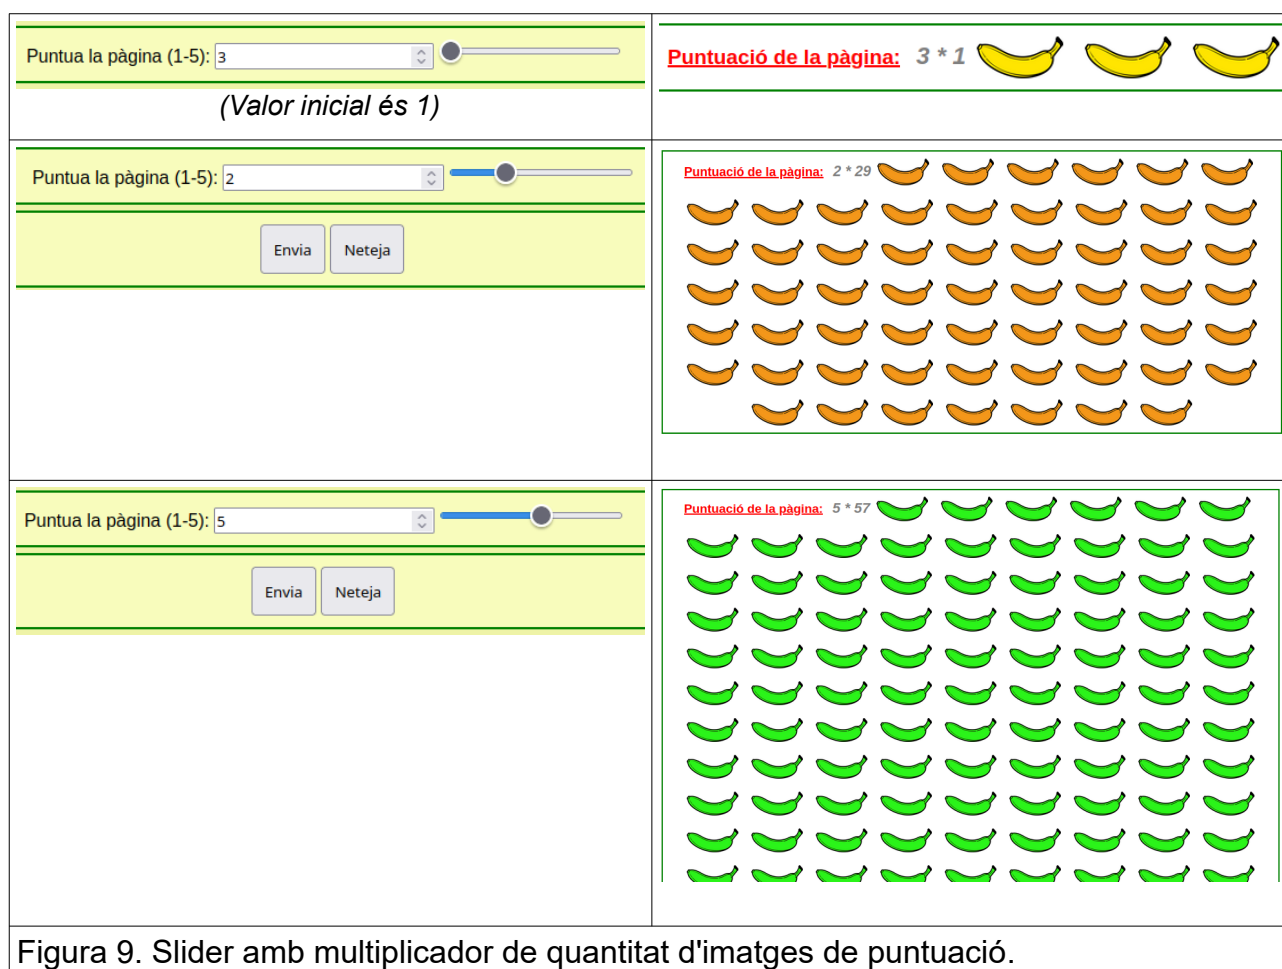 Puntua la pàgina (1-5): 3
(Valor inicial és 1)
Puntuació de la pàgina: 3 * 1
Puntua la pàgina (1-5): 2
Envia Neteja
Puntuació de la pàgina: 2 * 29
Puntua la pàgina (1-5): 5
Envia Neteja
Puntuació de la pàgina: 5 * 57
Figura 9. Slider amb multiplicador de quantitat d'imatges de puntuació.